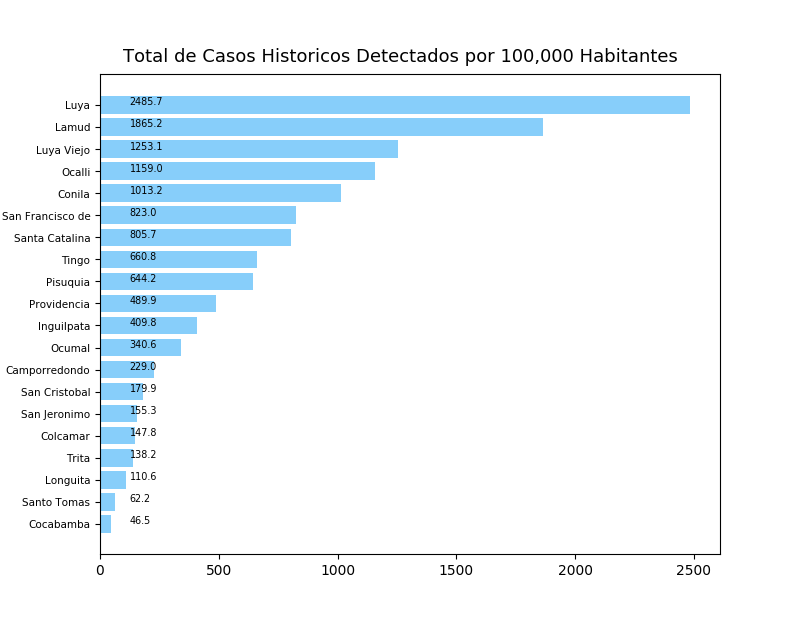 Total de Casos Historicos Detectados por 100,000 Habitantes
Luya 2485.7
Lamud 1865.2
Luya Viejo 1253.1
Ocalli 1159.0
Conila 1013.2
San Francisco de 823.0
Santa Catalina 805.7
Tingo 660.8
Pisuquia 644.2
Providencia 489.9
Inguilpata 409.8
Ocumal 340.6
Camporredondo 229.0
San Cristobal 179.9
San Jeronimo 155.3
Colcamar 147.8
Trita 138.2
Longuita 110.6
Santo Tomas 62.2
Cocabamba 46.5
0 500 1000 1500 2000 2500